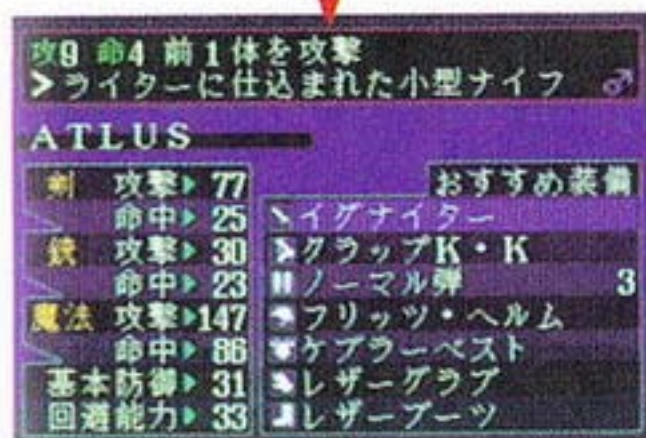 攻9 命4 前1体を攻撃
>ライターに仕込まれた小型ナイフ ♂
ATLUS
剣 攻撃▶ 77
命中▶ 25
銃 攻撃▶ 30
命中▶ 23
魔法 攻撃▶147
命中▶ 86
基本防御▶ 31
回避能力▶ 33
おすすめ装備
イグナイター
クラップK・K
ノーマル弾 3
フリッツ・ヘルム
ケブラーベスト
レザーグラブ
レザーブーツ